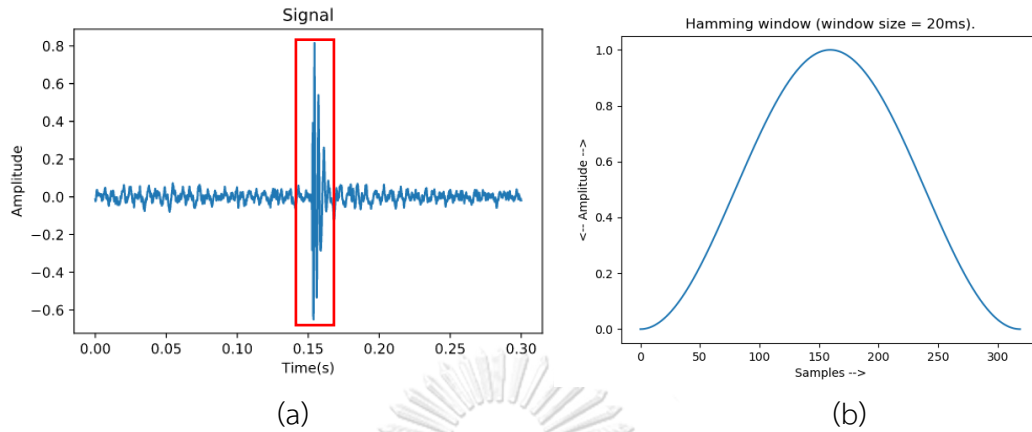 Signal
Amplitude
0.8
0.6
0.4
0.2
0.0
−0.2
−0.4
−0.6
0.00 0.05 0.10 0.15 0.20 0.25 0.30
Time(s)
(a)
Hamming window (window size = 20ms).
<-- Amplitude -->
1.0
0.8
0.6
0.4
0.2
0.0
0 50 100 150 200 250 300
Samples -->
(b)